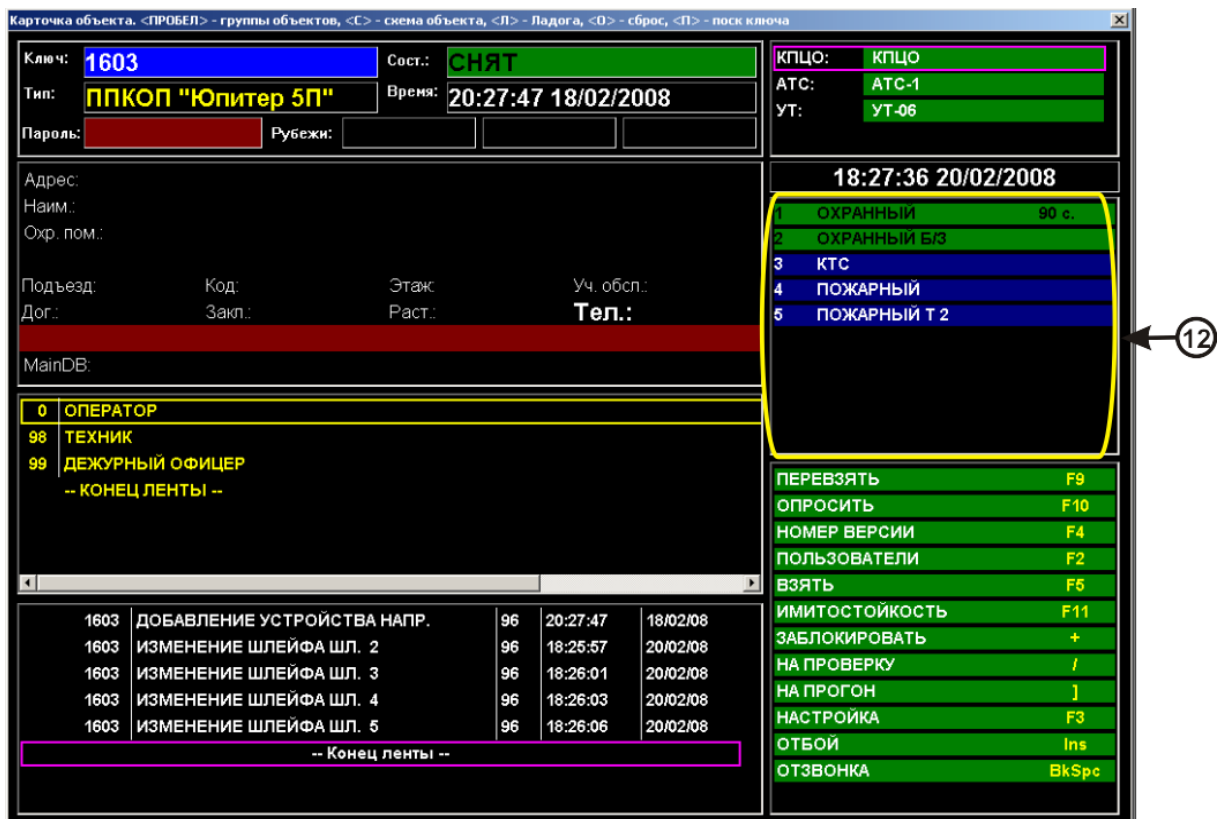 Карточка объекта. <ПРОБЕЛ> - группы объектов, <С> - схема объекта, <Л> - Ладога, <О> - сброс, <П> - поск ключа
Ключ: 1603 Сост.: СНЯТ
Тип: ППКОП "Юпитер 5П" Время: 20:27:47 18/02/2008
Пароль: Рубежи:
КПЦО: КПЦО
АТС: АТС-1
УТ: УТ-06
Адрес:
Наим.:
Охр. пом.:
Подъезд: Код: Этаж: Уч. обсл.:
Дог.: Закл.: Раст.: Тел.:
MainDB:
18:27:36 20/02/2008
1 ОХРАННЫЙ 90 с.
2 ОХРАННЫЙ Б/З
3 КТС
4 ПОЖАРНЫЙ
5 ПОЖАРНЫЙ Т 2
12
0 ОПЕРАТОР
98 ТЕХНИК
99 ДЕЖУРНЫЙ ОФИЦЕР
-- КОНЕЦ ЛЕНТЫ --
1603 ДОБАВЛЕНИЕ УСТРОЙСТВА НАПР. 96 20:27:47 18/02/08
1603 ИЗМЕНЕНИЕ ШЛЕЙФА ШЛ. 2 96 18:25:57 20/02/08
1603 ИЗМЕНЕНИЕ ШЛЕЙФА ШЛ. 3 96 18:26:01 20/02/08
1603 ИЗМЕНЕНИЕ ШЛЕЙФА ШЛ. 4 96 18:26:03 20/02/08
1603 ИЗМЕНЕНИЕ ШЛЕЙФА ШЛ. 5 96 18:26:06 20/02/08
-- Конец ленты --
ПЕРЕВЗЯТЬ F9
ОПРОСИТЬ F10
НОМЕР ВЕРСИИ F4
ПОЛЬЗОВАТЕЛИ F2
ВЗЯТЬ F5
ИМИТОСТОЙКОСТЬ F11
ЗАБЛОКИРОВАТЬ +
НА ПРОВЕРКУ /
НА ПРОГОН ]
НАСТРОЙКА F3
ОТБОЙ Ins
ОТЗВОНКА BkSpc